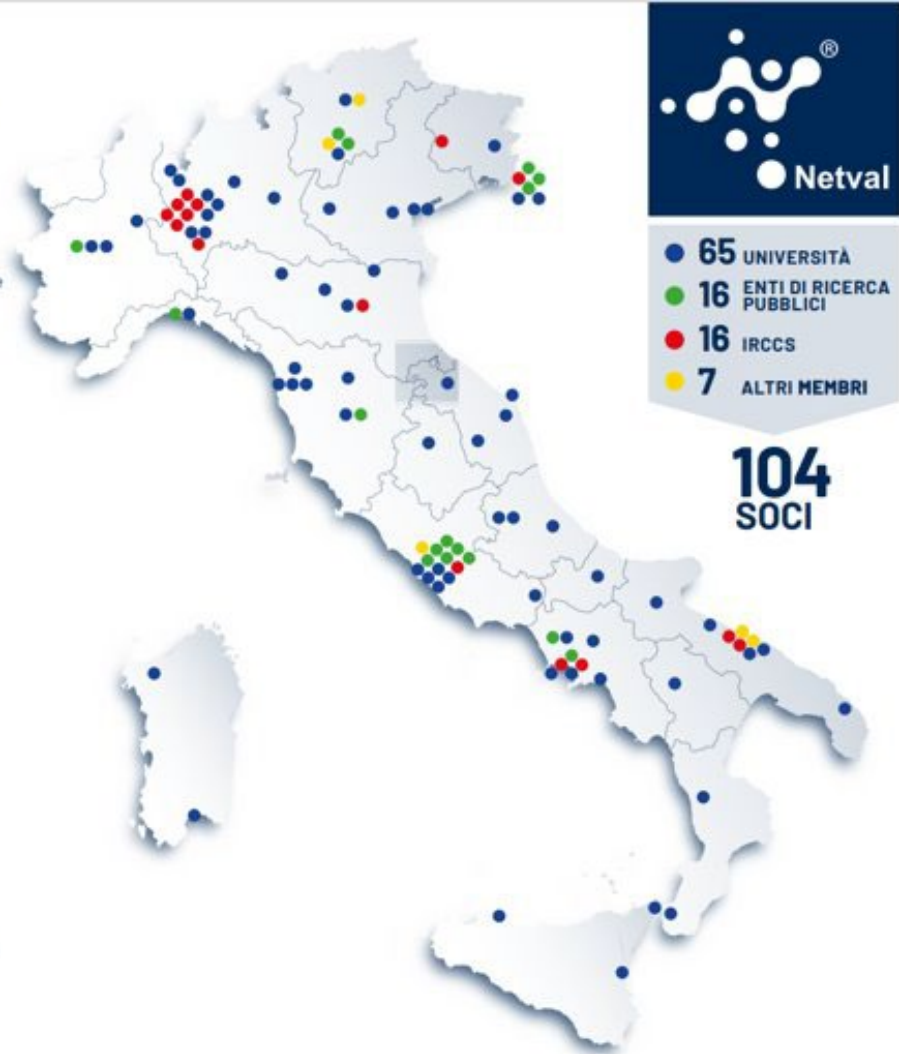 ®
Netval
65 UNIVERSITÀ
16 ENTI DI RICERCA
PUBBLICI
16 IRCCS
7 ALTRI MEMBRI
104
SOCI